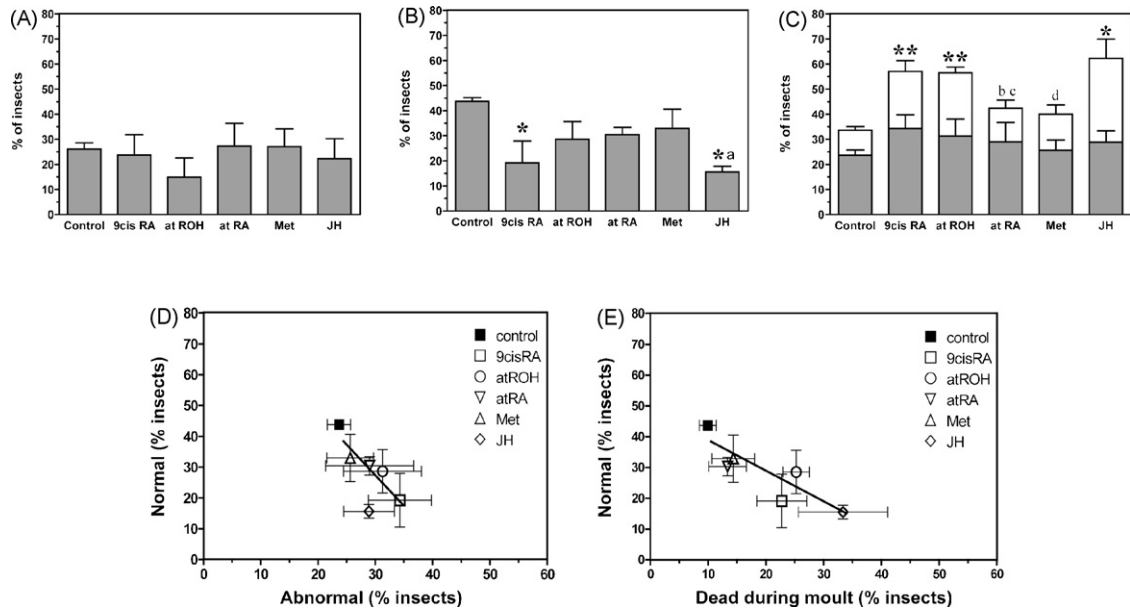 (A)
80
70
60
50
40
30
20
10
0
% of insects
Control 9cis RA at ROH at RA Met JH
(B)
80
70
60
50
40
30
20
10
0
% of insects
*
* a
Control 9cis RA at ROH at RA Met JH
(C)
80
70
60
50
40
30
20
10
0
% of insects
**
**
b c
d
*
Control 9cis RA at ROH at RA Met JH
(D)
80
70
60
50
40
30
20
10
0
Normal (% insects)
control
9cisRA
atROH
atRA
Met
JH
0 10 20 30 40 50 60
Abnormal (% insects)
(E)
80
70
60
50
40
30
20
10
0
Normal (% insects)
control
9cisRA
atROH
atRA
Met
JH
0 10 20 30 40 50 60
Dead during moult (% insects)